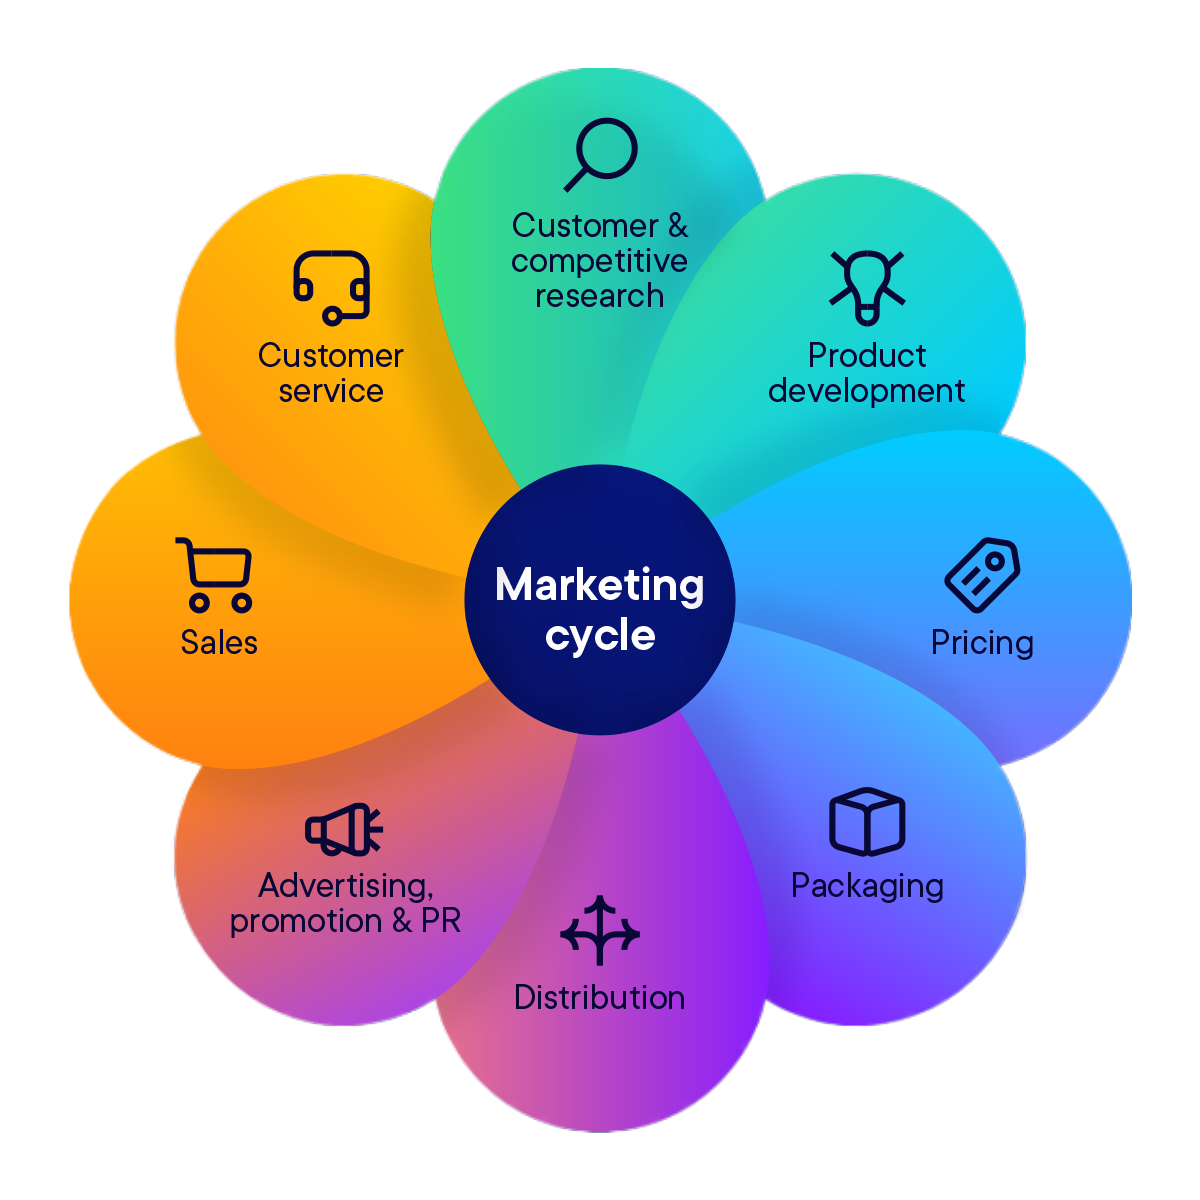 Customer &
competitive
research
Product
development
Pricing
Packaging
Distribution
Advertising,
promotion & PR
Sales
Customer
service
Marketing
cycle